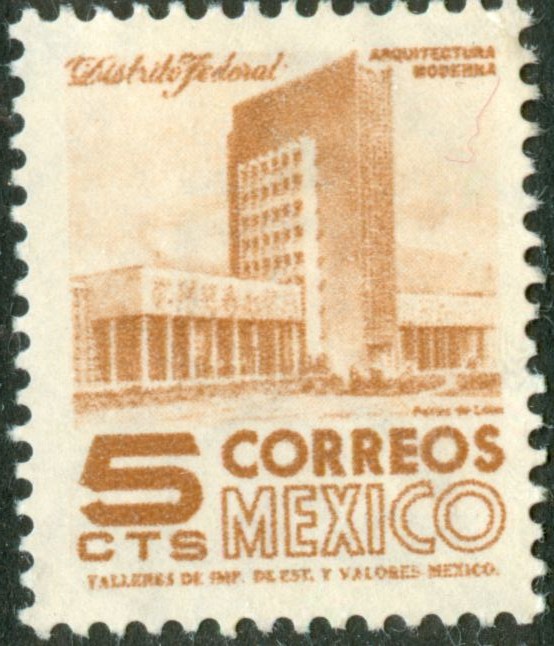 Distrito Federal
ARQUITECTURA
MODERNA
5
CTS
CORREOS
MEXICO
TALLERES DE IMP. DE EST. Y VALORES-MEXICO.